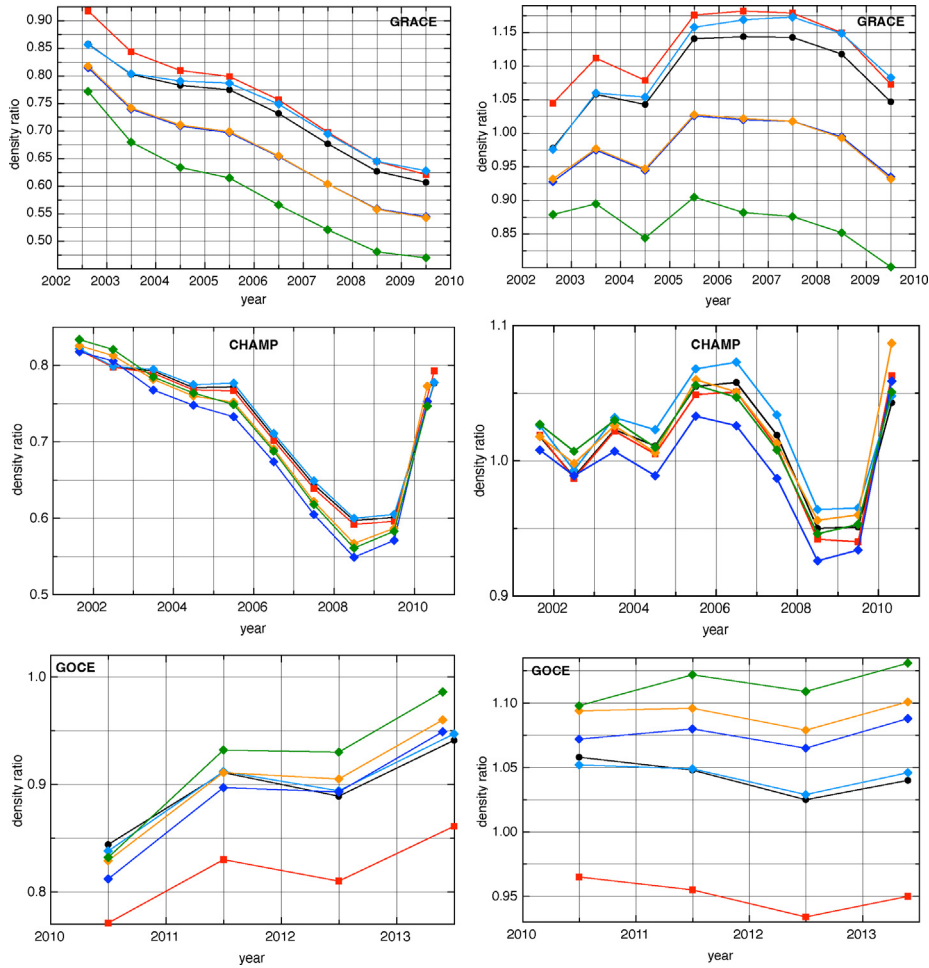 GRACE
0.90
0.85
0.80
0.75
0.70
0.65
0.60
0.55
0.50
density ratio
2002 2003 2004 2005 2006 2007 2008 2009 2010
year
GRACE
1.15
1.10
1.05
1.00
0.95
0.90
0.85
density ratio
2002 2003 2004 2005 2006 2007 2008 2009 2010
year
CHAMP
0.8
0.7
0.6
0.5
density ratio
2002 2004 2006 2008 2010
year
CHAMP
1.1
1.0
0.9
density ratio
2002 2004 2006 2008 2010
year
GOCE
1.0
0.9
0.8
density ratio
2010 2011 2012 2013
year
GOCE
1.10
1.05
1.00
0.95
density ratio
2010 2011 2012 2013
year